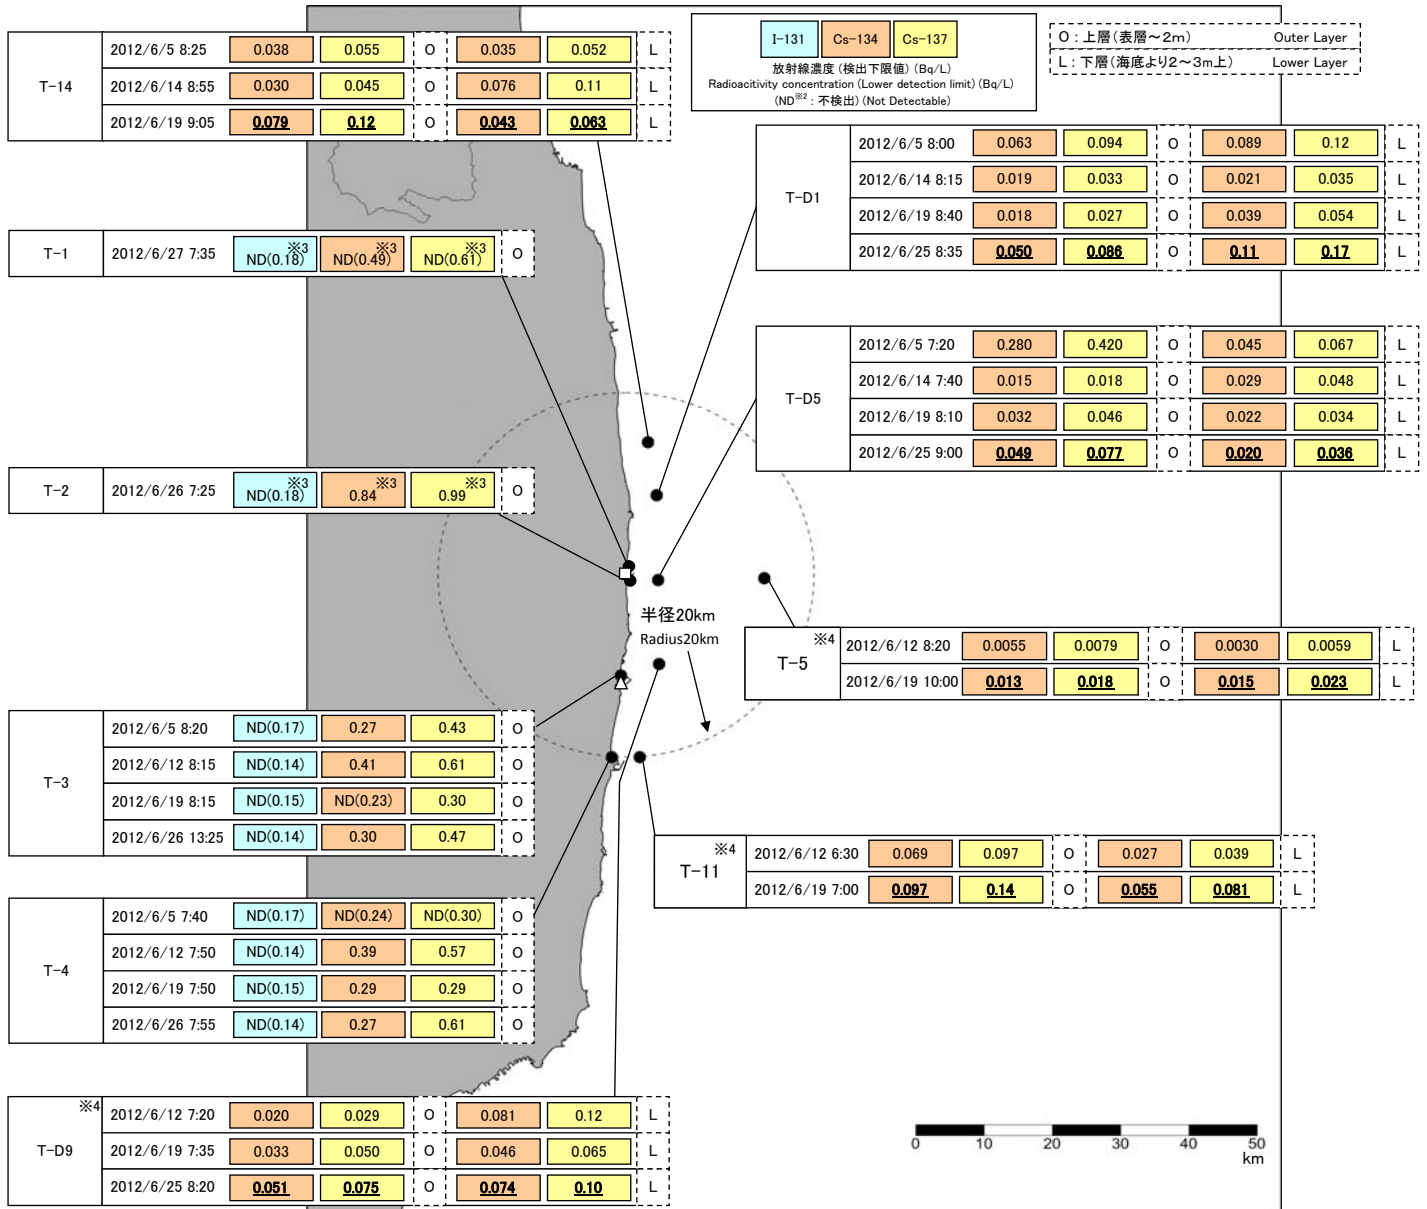 T-14
2012/6/5 8:25 0.038 0.055 O 0.035 0.052 L
2012/6/14 8:55 0.030 0.045 O 0.076 0.11 L
2012/6/19 9:05 0.079 0.12 O 0.043 0.063 L
I-131 Cs-134 Cs-137
放射線濃度(検出下限値)(Bq/L)
Radioacitivity concentration (Lower detection limit) (Bq/L)
(ND※2 : 不検出)(Not Detectable)
O : 上層(表層~2m) Outer Layer
L : 下層(海底より2~3m上) Lower Layer
T-D1
2012/6/5 8:00 0.063 0.094 O 0.089 0.12 L
2012/6/14 8:15 0.019 0.033 O 0.021 0.035 L
2012/6/19 8:40 0.018 0.027 O 0.039 0.054 L
2012/6/25 8:35 0.050 0.086 O 0.11 0.17 L
T-1
2012/6/27 7:35 ※3 ND(0.18) ※3 ND(0.49) ※3 ND(0.61) O
T-D5
2012/6/5 7:20 0.280 0.420 O 0.045 0.067 L
2012/6/14 7:40 0.015 0.018 O 0.029 0.048 L
2012/6/19 8:10 0.032 0.046 O 0.022 0.034 L
2012/6/25 9:00 0.049 0.077 O 0.020 0.036 L
T-2
2012/6/26 7:25 ※3 ND(0.18) ※3 0.84 ※3 0.99 O
半径20km
Radius20km
※4
T-5
2012/6/12 8:20 0.0055 0.0079 O 0.0030 0.0059 L
2012/6/19 10:00 0.013 0.018 O 0.015 0.023 L
T-3
2012/6/5 8:20 ND(0.17) 0.27 0.43 O
2012/6/12 8:15 ND(0.14) 0.41 0.61 O
2012/6/19 8:15 ND(0.15) ND(0.23) 0.30 O
2012/6/26 13:25 ND(0.14) 0.30 0.47 O
※4
T-11
2012/6/12 6:30 0.069 0.097 O 0.027 0.039 L
2012/6/19 7:00 0.097 0.14 O 0.055 0.081 L
T-4
2012/6/5 7:40 ND(0.17) ND(0.24) ND(0.30) O
2012/6/12 7:50 ND(0.14) 0.39 0.57 O
2012/6/19 7:50 ND(0.15) 0.29 0.29 O
2012/6/26 7:55 ND(0.14) 0.27 0.61 O
※4
T-D9
2012/6/12 7:20 0.020 0.029 O 0.081 0.12 L
2012/6/19 7:35 0.033 0.050 O 0.046 0.065 L
2012/6/25 8:20 0.051 0.075 O 0.074 0.10 L
0 10 20 30 40 50
km